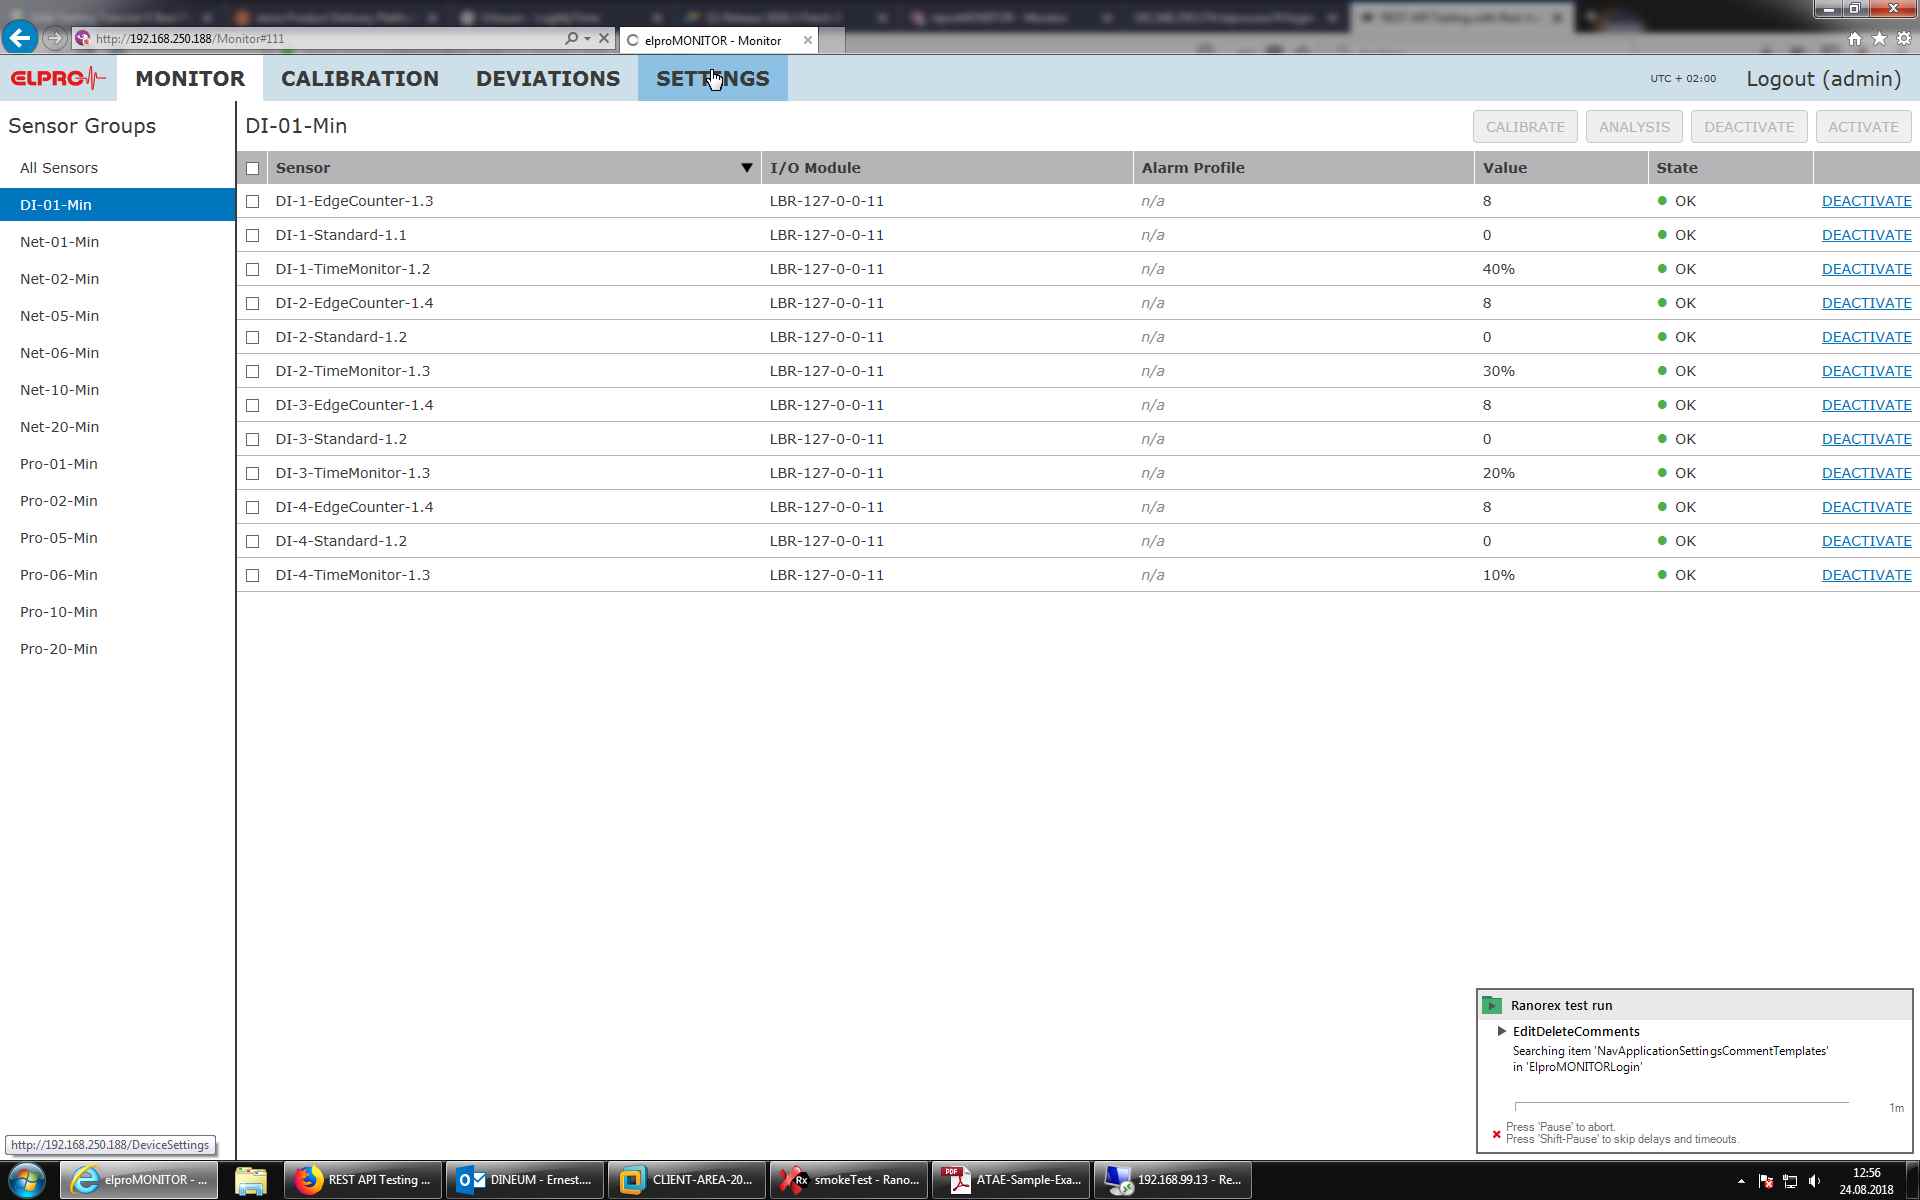 http://192.168.250.188/Monitor#111
elproMONITOR - Monitor
ELPRO
MONITOR
CALIBRATION
DEVIATIONS
SETTINGS
UTC + 02:00
Logout (admin)
Sensor Groups
All Sensors
DI-01-Min
Net-01-Min
Net-02-Min
Net-05-Min
Net-06-Min
Net-10-Min
Net-20-Min
Pro-01-Min
Pro-02-Min
Pro-05-Min
Pro-06-Min
Pro-10-Min
Pro-20-Min
DI-01-Min
CALIBRATE ANALYSIS DEACTIVATE ACTIVATE
Sensor I/O Module Alarm Profile Value State
DI-1-EdgeCounter-1.3 LBR-127-0-0-11 n/a 8 OK DEACTIVATE
DI-1-Standard-1.1 LBR-127-0-0-11 n/a 0 OK DEACTIVATE
DI-1-TimeMonitor-1.2 LBR-127-0-0-11 n/a 40% OK DEACTIVATE
DI-2-EdgeCounter-1.4 LBR-127-0-0-11 n/a 8 OK DEACTIVATE
DI-2-Standard-1.2 LBR-127-0-0-11 n/a 0 OK DEACTIVATE
DI-2-TimeMonitor-1.3 LBR-127-0-0-11 n/a 30% OK DEACTIVATE
DI-3-EdgeCounter-1.4 LBR-127-0-0-11 n/a 8 OK DEACTIVATE
DI-3-Standard-1.2 LBR-127-0-0-11 n/a 0 OK DEACTIVATE
DI-3-TimeMonitor-1.3 LBR-127-0-0-11 n/a 20% OK DEACTIVATE
DI-4-EdgeCounter-1.4 LBR-127-0-0-11 n/a 8 OK DEACTIVATE
DI-4-Standard-1.2 LBR-127-0-0-11 n/a 0 OK DEACTIVATE
DI-4-TimeMonitor-1.3 LBR-127-0-0-11 n/a 10% OK DEACTIVATE
Ranorex test run
EditDeleteComments
Searching item 'NavApplicationSettingsCommentTemplates'
in 'ElproMONITORLogin'
1m
Press 'Pause' to abort.
Press 'Shift-Pause' to skip delays and timeouts.
http://192.168.250.188/DeviceSettings
elproMONITOR - ...
REST API Testing ...
DINEUM - Ernest....
CLIENT-AREA-20...
Rx smokeTest - Rano...
PDF ATAE-Sample-Exa...
192.168.99.13 - Re...
12:56
24.08.2018